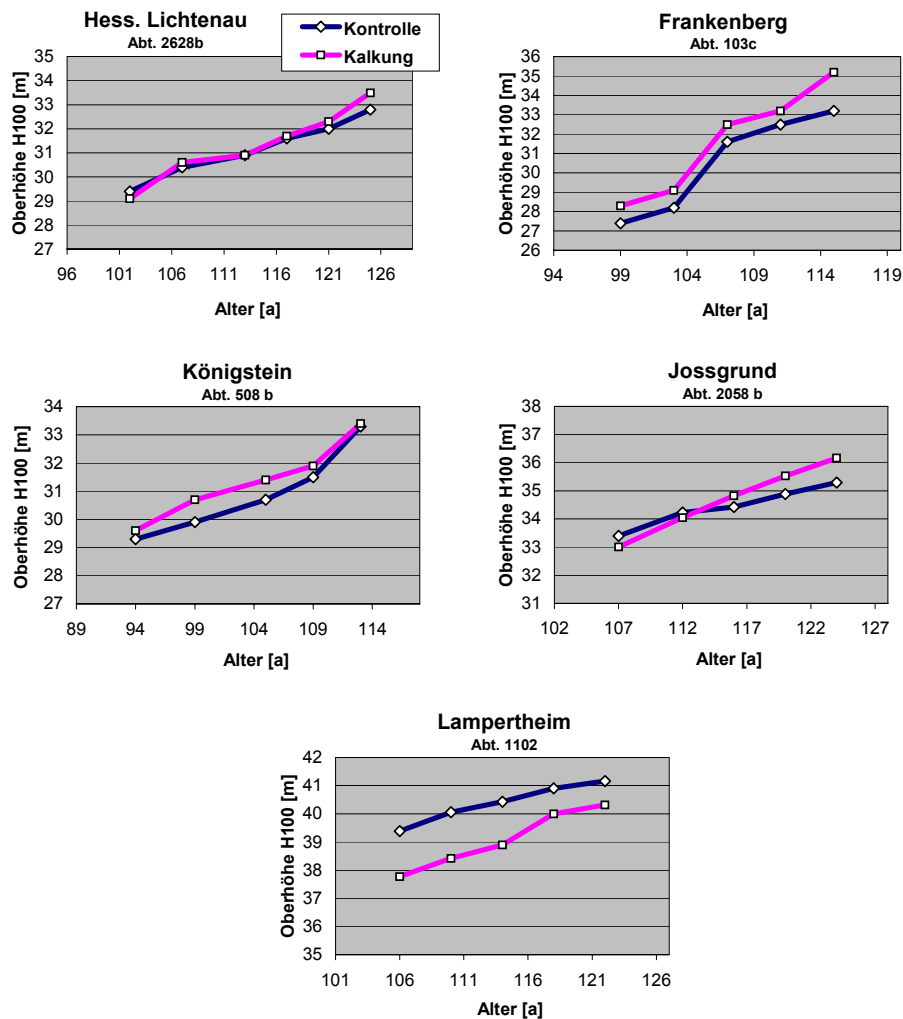 Hess. Lichtenau
Abt. 2628b
Kontrolle
Kalkung
Oberhöhe H100 [m]
35
34
33
32
31
30
29
28
27
96 101 106 111 116 121 126
Alter [a]
Frankenberg
Abt. 103c
Oberhöhe H100 [m]
36
35
34
33
32
31
30
29
28
27
26
94 99 104 109 114 119
Alter [a]
Königstein
Abt. 508 b
Oberhöhe H100 [m]
34
33
32
31
30
29
28
27
89 94 99 104 109 114
Alter [a]
Jossgrund
Abt. 2058 b
Oberhöhe H100 [m]
38
37
36
35
34
33
32
31
102 107 112 117 122 127
Alter [a]
Lampertheim
Abt. 1102
Oberhöhe H100 [m]
42
41
40
39
38
37
36
35
101 106 111 116 121 126
Alter [a]